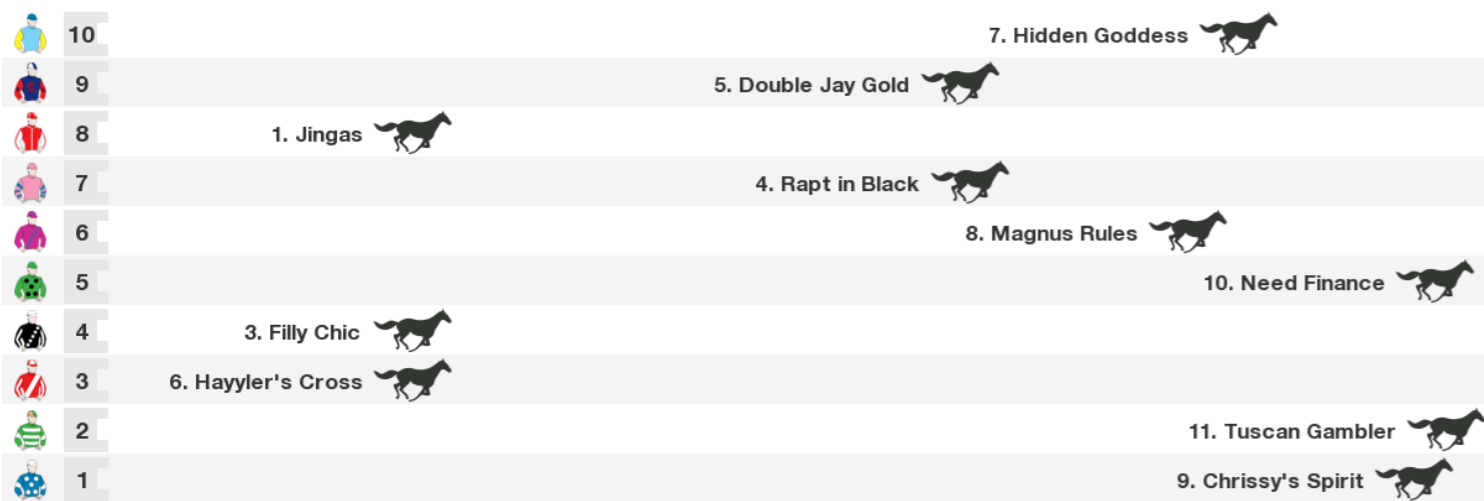 10 7. Hidden Goddess
9 5. Double Jay Gold
8 1. Jingas
7 4. Rapt in Black
6 8. Magnus Rules
5 10. Need Finance
4 3. Filly Chic
3 6. Hayyler's Cross
2 11. Tuscan Gambler
1 9. Chrissy's Spirit